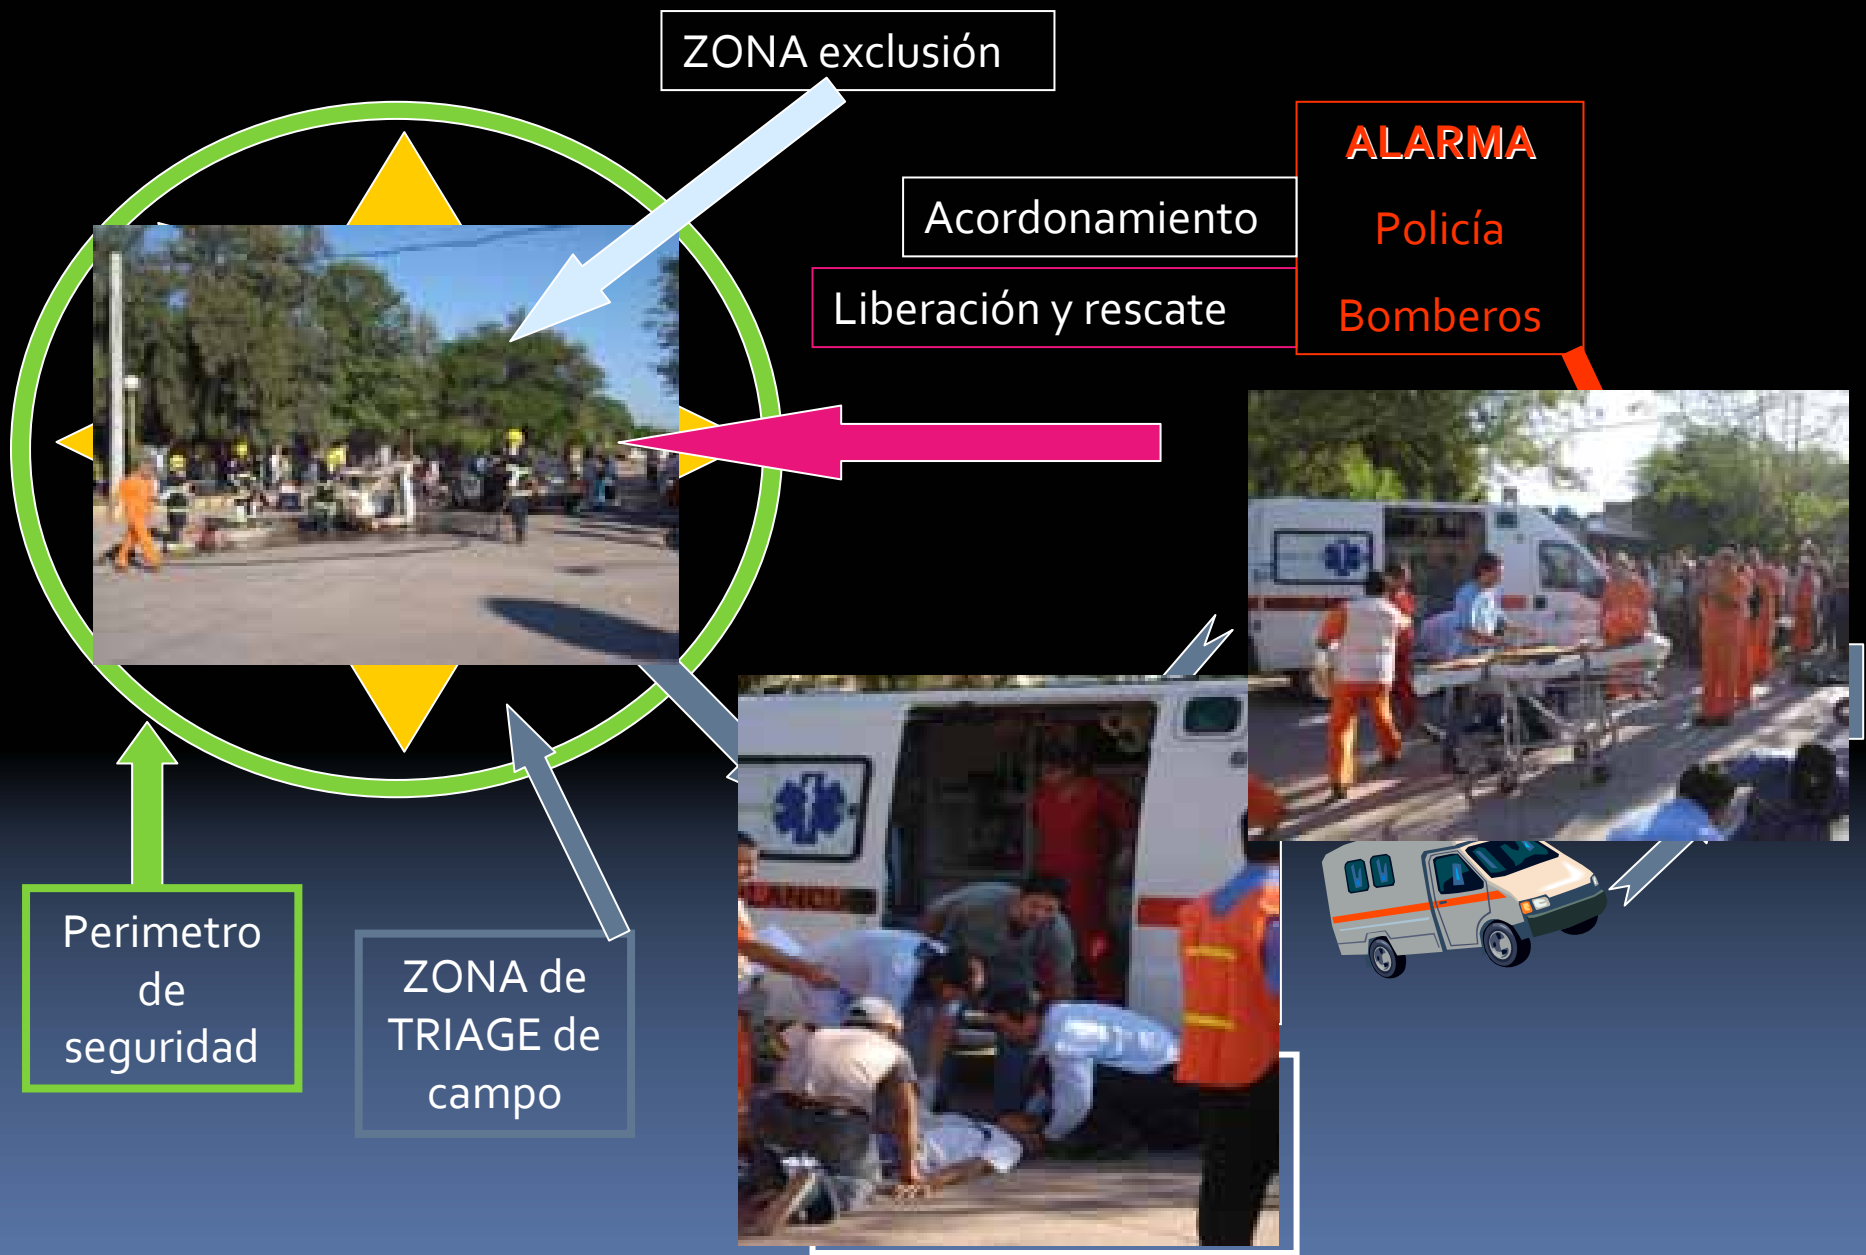 ZONA exclusión
ALARMA
Policía
Bomberos
Acordonamiento
Liberación y rescate
Perimetro
de
seguridad
ZONA de
TRIAGE de
campo